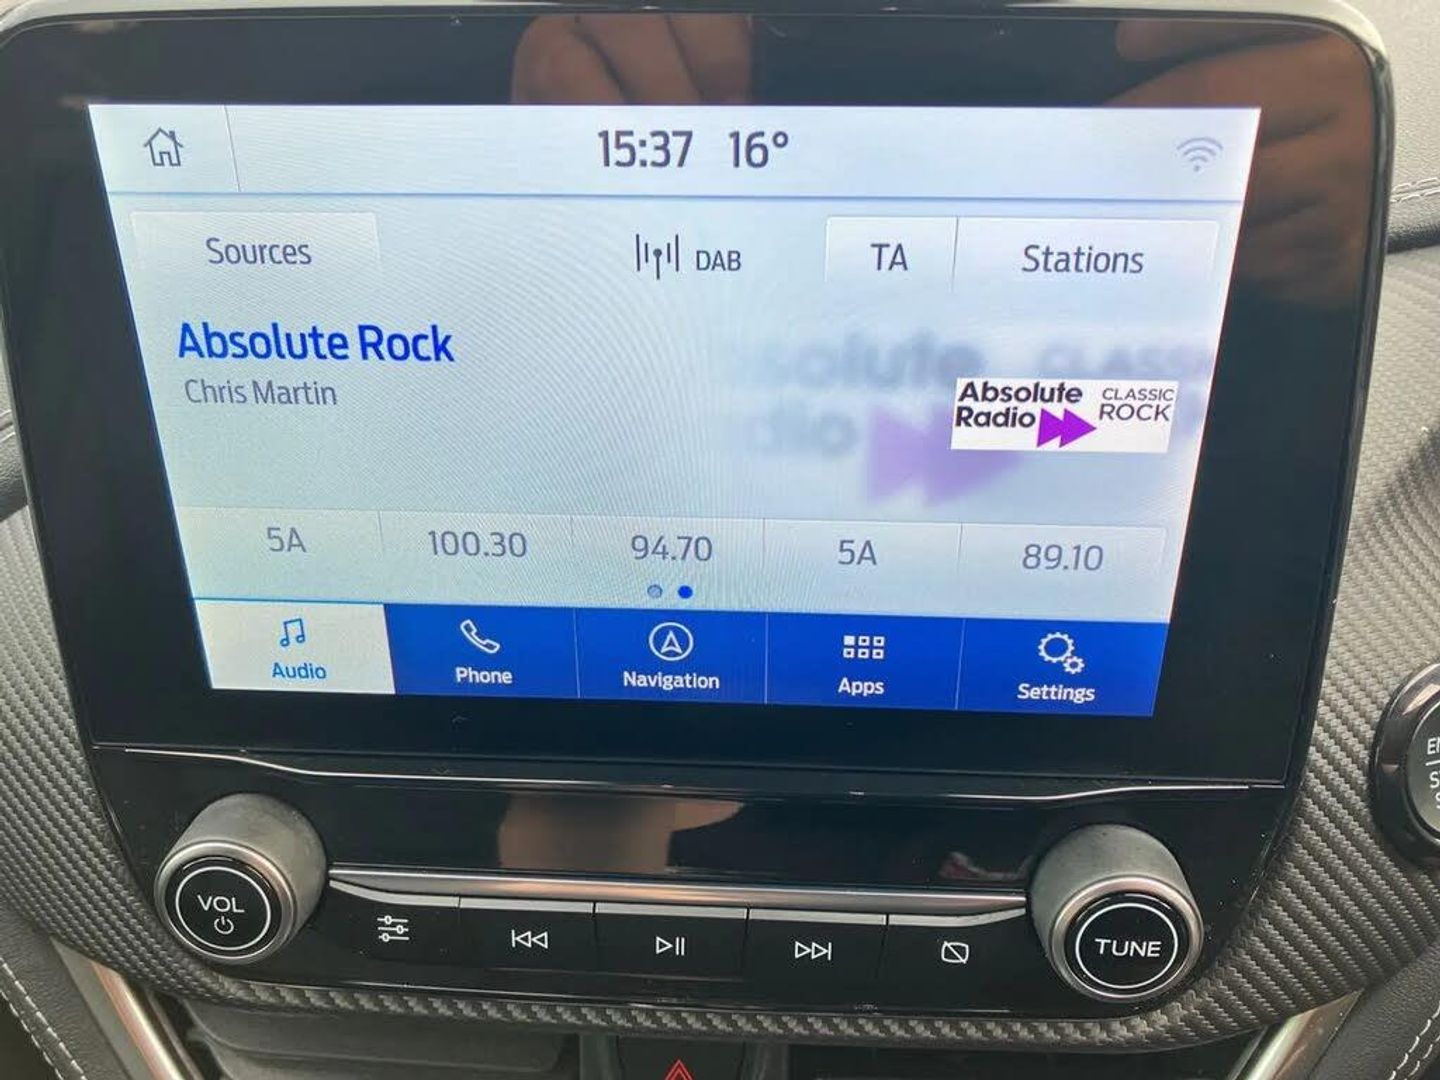 15:37 16°
Sources
DAB
TA
Stations
Absolute Rock
Chris Martin
Absolute
Radio
CLASSIC
ROCK
5A
100.30
94.70
5A
89.10
Audio
Phone
Navigation
Apps
Settings
VOL
TUNE